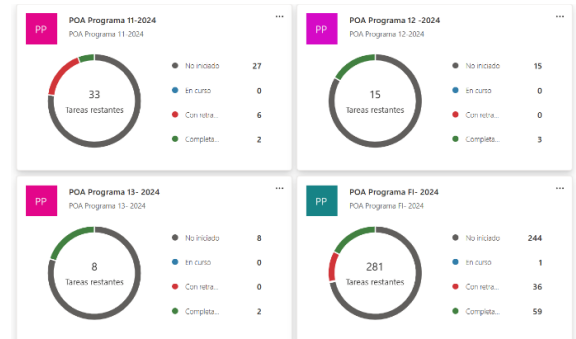 PP
POA Programa 11-2024
POA Programa 11-2024
...
33
Tareas restantes
No iniciado 27
En curso 0
Con retra... 6
Completa... 2
PP
POA Programa 12 -2024
POA Programa 12-2024
...
15
Tareas restantes
No iniciado 15
En curso 0
Con retra... 0
Completa... 3
PP
POA Programa 13- 2024
POA Programa 13- 2024
...
8
Tareas restantes
No iniciado 8
En curso 0
Con retra... 0
Completa... 2
PP
POA Programa FI- 2024
POA Programa FI- 2024
...
281
Tareas restantes
No iniciado 244
En curso 1
Con retra... 36
Completa... 59